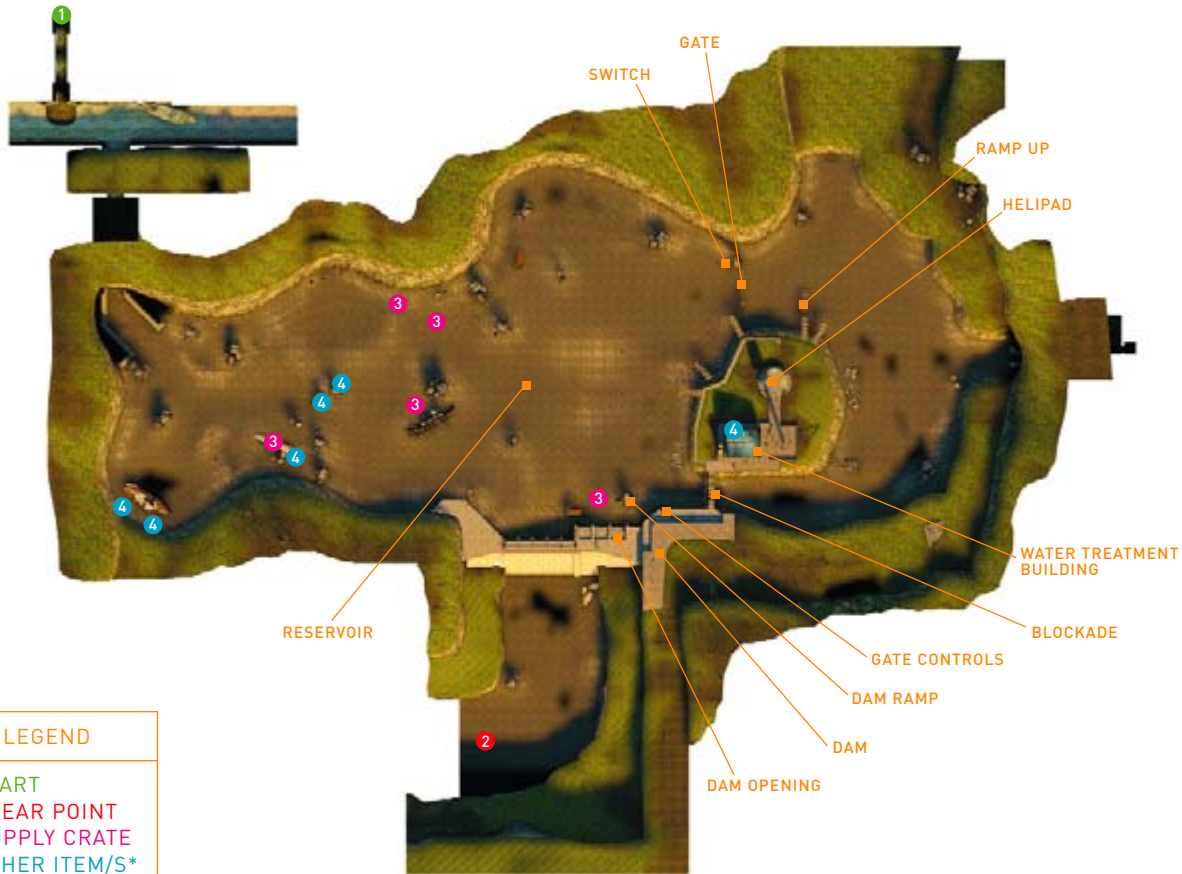 1
GATE
SWITCH
RAMP UP
HELIPAD
3
3
4
4
3
3
4
4
4
4
3
WATER TREATMENT
BUILDING
RESERVOIR
BLOCKADE
GATE CONTROLS
DAM RAMP
DAM
DAM OPENING
2
LEGEND
ART
EAR POINT
PPLY CRATE
HER ITEM/S*